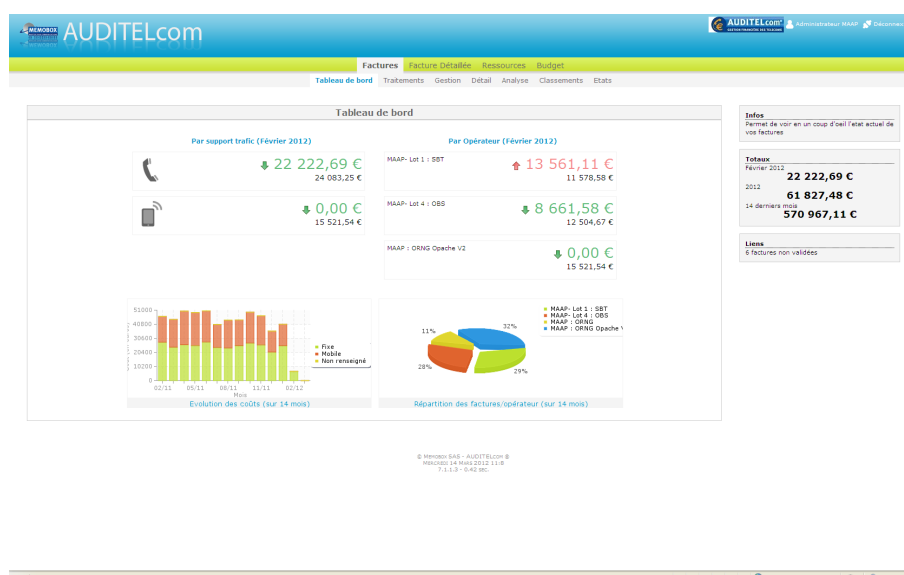 MEMOBOX AUDITELcom
AUDITELcom
Administrateur MAAP
Factures Facture Détaillée Ressources Budget
Tableau de bord Traitements Gestion Détail Analyse Classements Etats
Tableau de bord
Par support trafic (Février 2012)
22 222,69 €
24 083,25 €
0,00 €
15 521,54 €
Par Opérateur (Février 2012)
MAAP- Lot 1 : SBT
13 561,11 €
11 578,58 €
MAAP- Lot 4 : OBS
8 661,58 €
12 504,67 €
MAAP : ORNG Opache V2
0,00 €
15 521,54 €
51000
40800
30600
20400
10200
0
02/11 05/11 08/11 11/11 02/12
Mois
Fixe
Mobile
Non renseigné
Evolution des coûts (sur 14 mois)
11%
32%
28%
29%
MAAP- Lot 1 : SBT
MAAP- Lot 4 : OBS
MAAP : ORNG
MAAP : ORNG Opache
Répartition des factures/opérateur (sur 14 mois)
Infos
Permet de voir en un coup d'oeil l'etat actuel de
vos factures
Totaux
Février 2012
22 222,69 €
2012
61 827,48 €
14 derniers mois
570 967,11 €
Liens
6 factures non validées
© Memobox SAS - AUDITELcom ®
Mercredi 14 Mars 2012 11:8
7.1.1.3 - 0.42 sec.